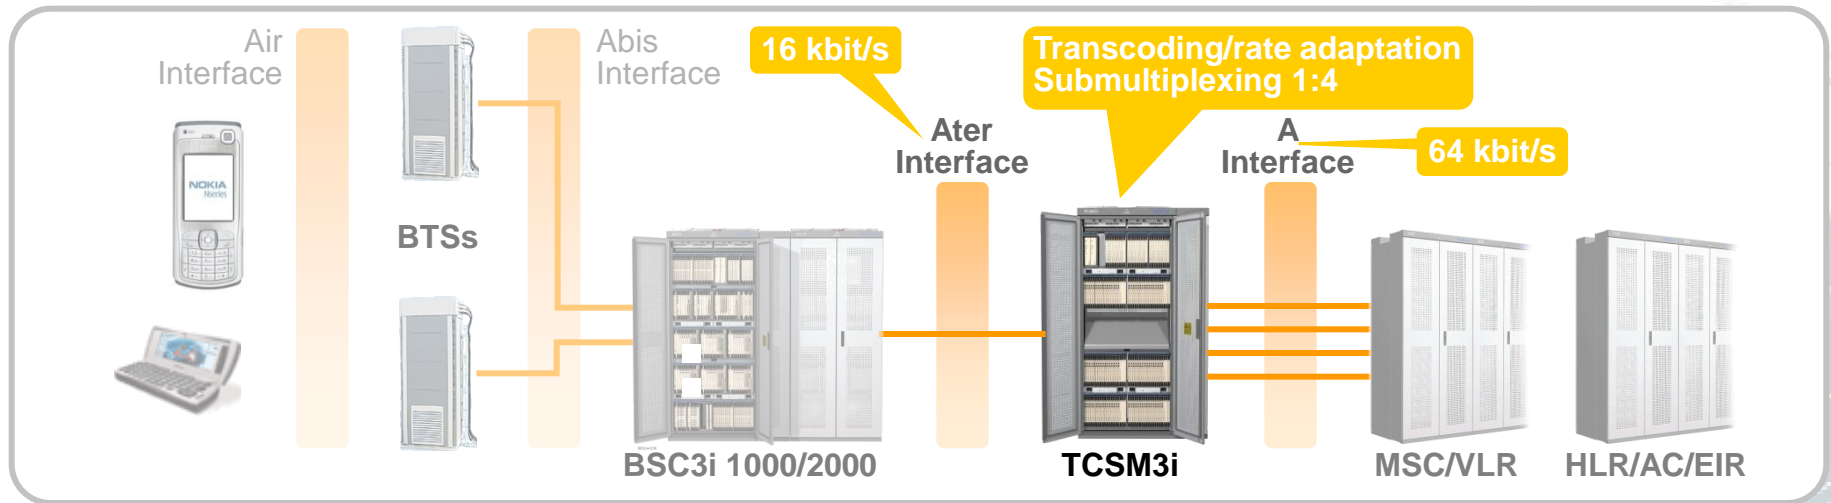 Air
Interface
Abis
Interface
16 kbit/s
Transcoding/rate adaptation
Submultiplexing 1:4
Ater
Interface
A
Interface
64 kbit/s
NOKIA
Nseries
BTSs
BSC3i 1000/2000
TCSM3i
MSC/VLR
HLR/AC/EIR